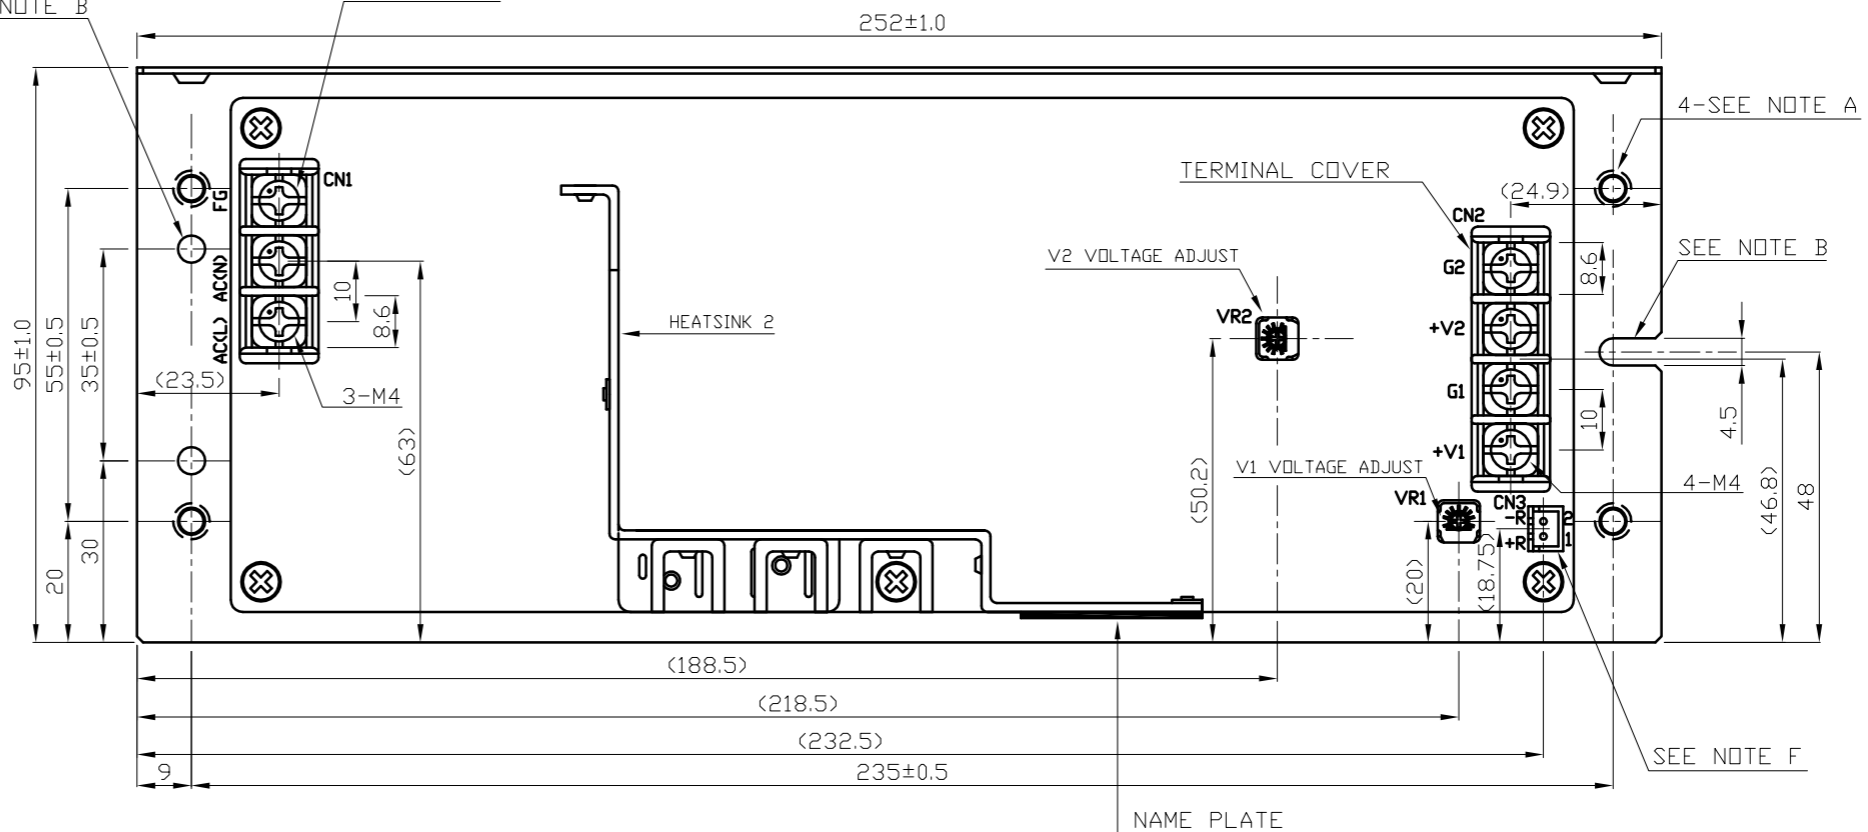 NOTE B
252±1.0
4-SEE NOTE A
TERMINAL COVER
(24.9)
CN1
FG
CN2
SEE NOTE B
V2 VOLTAGE ADJUST
G2
8.6
AC(N)
10
VR2
+V2
HEATSINK 2
8.6
AC(L)
95±1.0
55±0.5
35±0.5
(23.5)
3-M4
G1
10
4.5
(63)
+V1
V1 VOLTAGE ADJUST
4-M4
(50.2)
(46.8)
48
VR1
CN3
-R 2
+R 1
20
30
(20)
(18.75)
(188.5)
(218.5)
(232.5)
9
235±0.5
SEE NOTE F
NAME PLATE